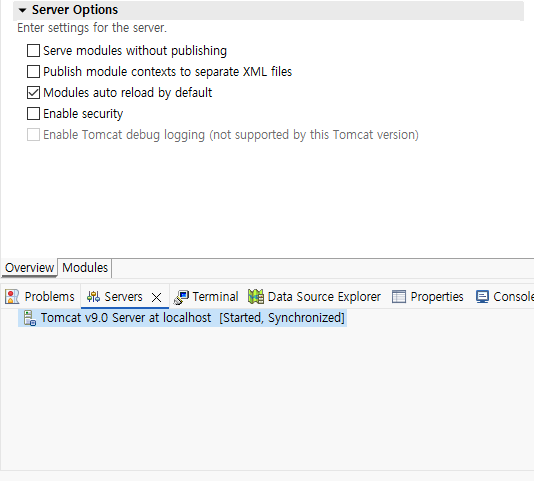 Server Options
Enter settings for the server.
Serve modules without publishing
Publish module contexts to separate XML files
Modules auto reload by default
Enable security
Enable Tomcat debug logging (not supported by this Tomcat version)
Overview Modules
Problems Servers Terminal Data Source Explorer Properties Console
Tomcat v9.0 Server at localhost [Started, Synchronized]